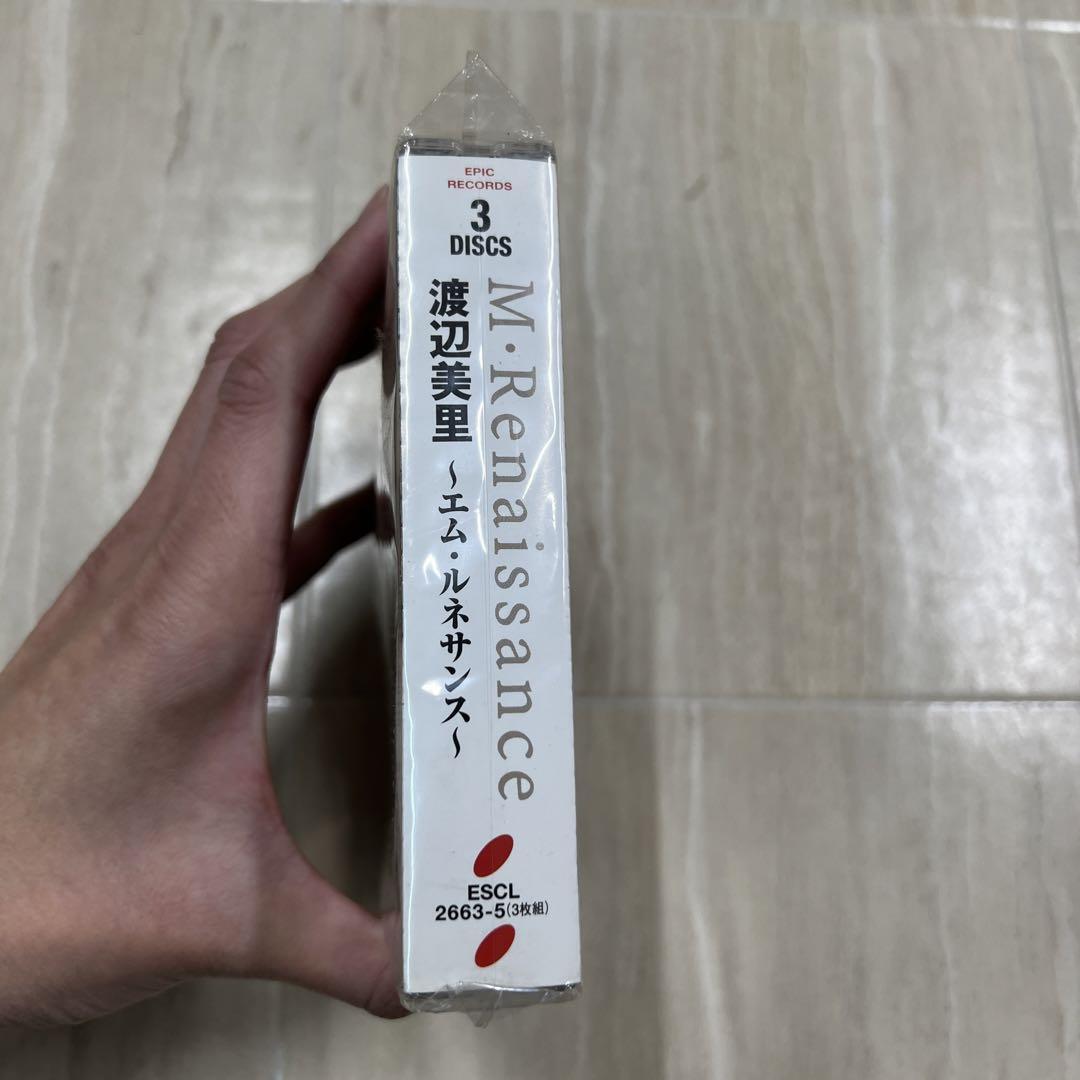 EPIC
RECORDS
3
DISCS
M・Renaissance
渡辺美里 ～エム・ルネサンス～
ESCL
2663-5(3枚組)